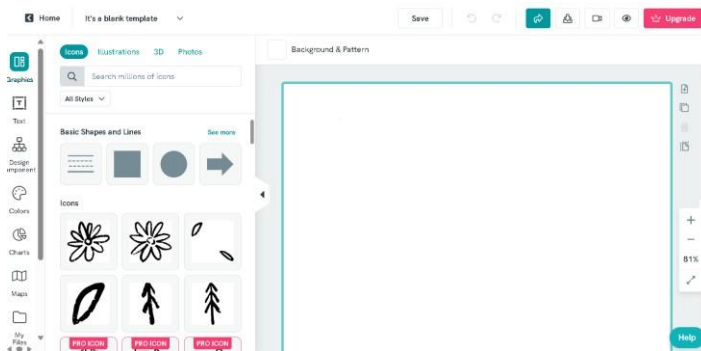 Home
It's a blank template
Save
Upgrade
Graphics
Text
Design
Colors
Charts
Maps
My
Files
Icons
Illustrations
3D
Photos
Search millions of icons
All Styles
Basic Shapes and Lines
See more
Icons
PRO ICON
PRO ICON
PRO ICON
Background & Pattern
81%
Help